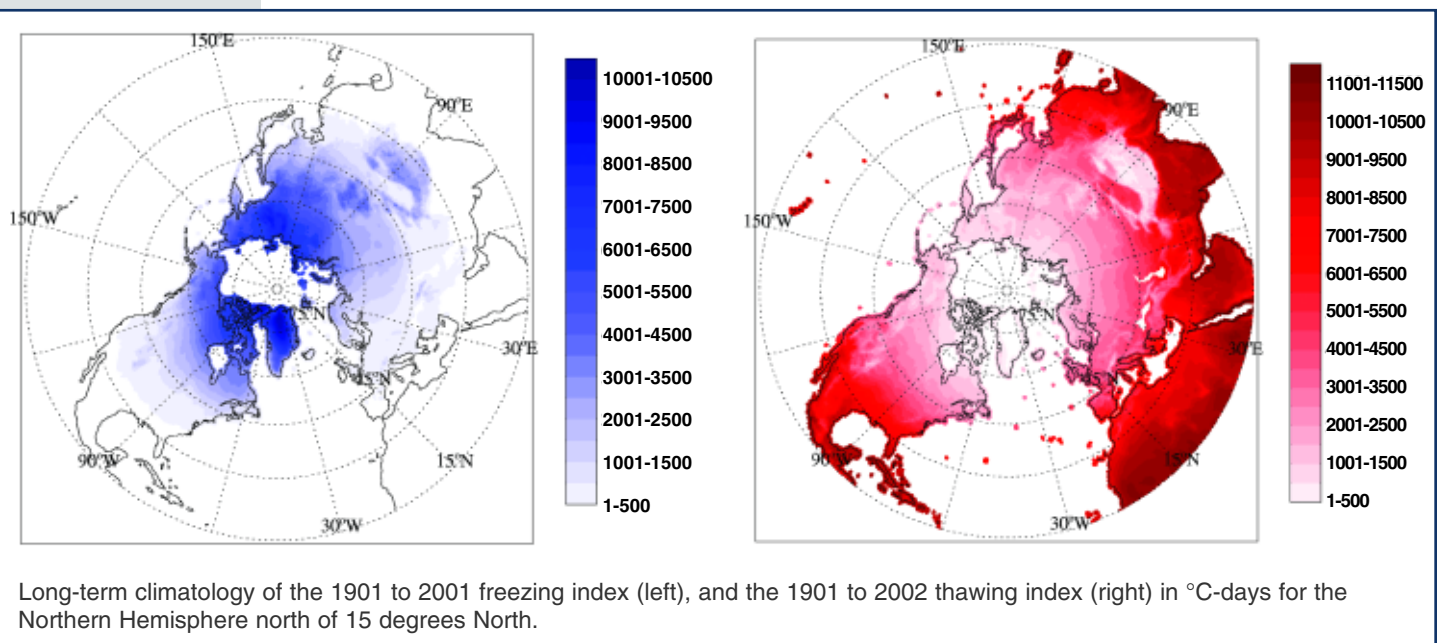 150°E
90°E
150°W
75°N
30°E
45°N
90°W
15°N
30°W
10001-10500
9001-9500
8001-8500
7001-7500
6001-6500
5001-5500
4001-4500
3001-3500
2001-2500
1001-1500
1-500
150°E
90°E
150°W
75°N
30°E
45°N
90°W
15°N
30°W
11001-11500
10001-10500
9001-9500
8001-8500
7001-7500
6001-6500
5001-5500
4001-4500
3001-3500
2001-2500
1001-1500
1-500
Long-term climatology of the 1901 to 2001 freezing index (left), and the 1901 to 2002 thawing index (right) in °C-days for the
Northern Hemisphere north of 15 degrees North.